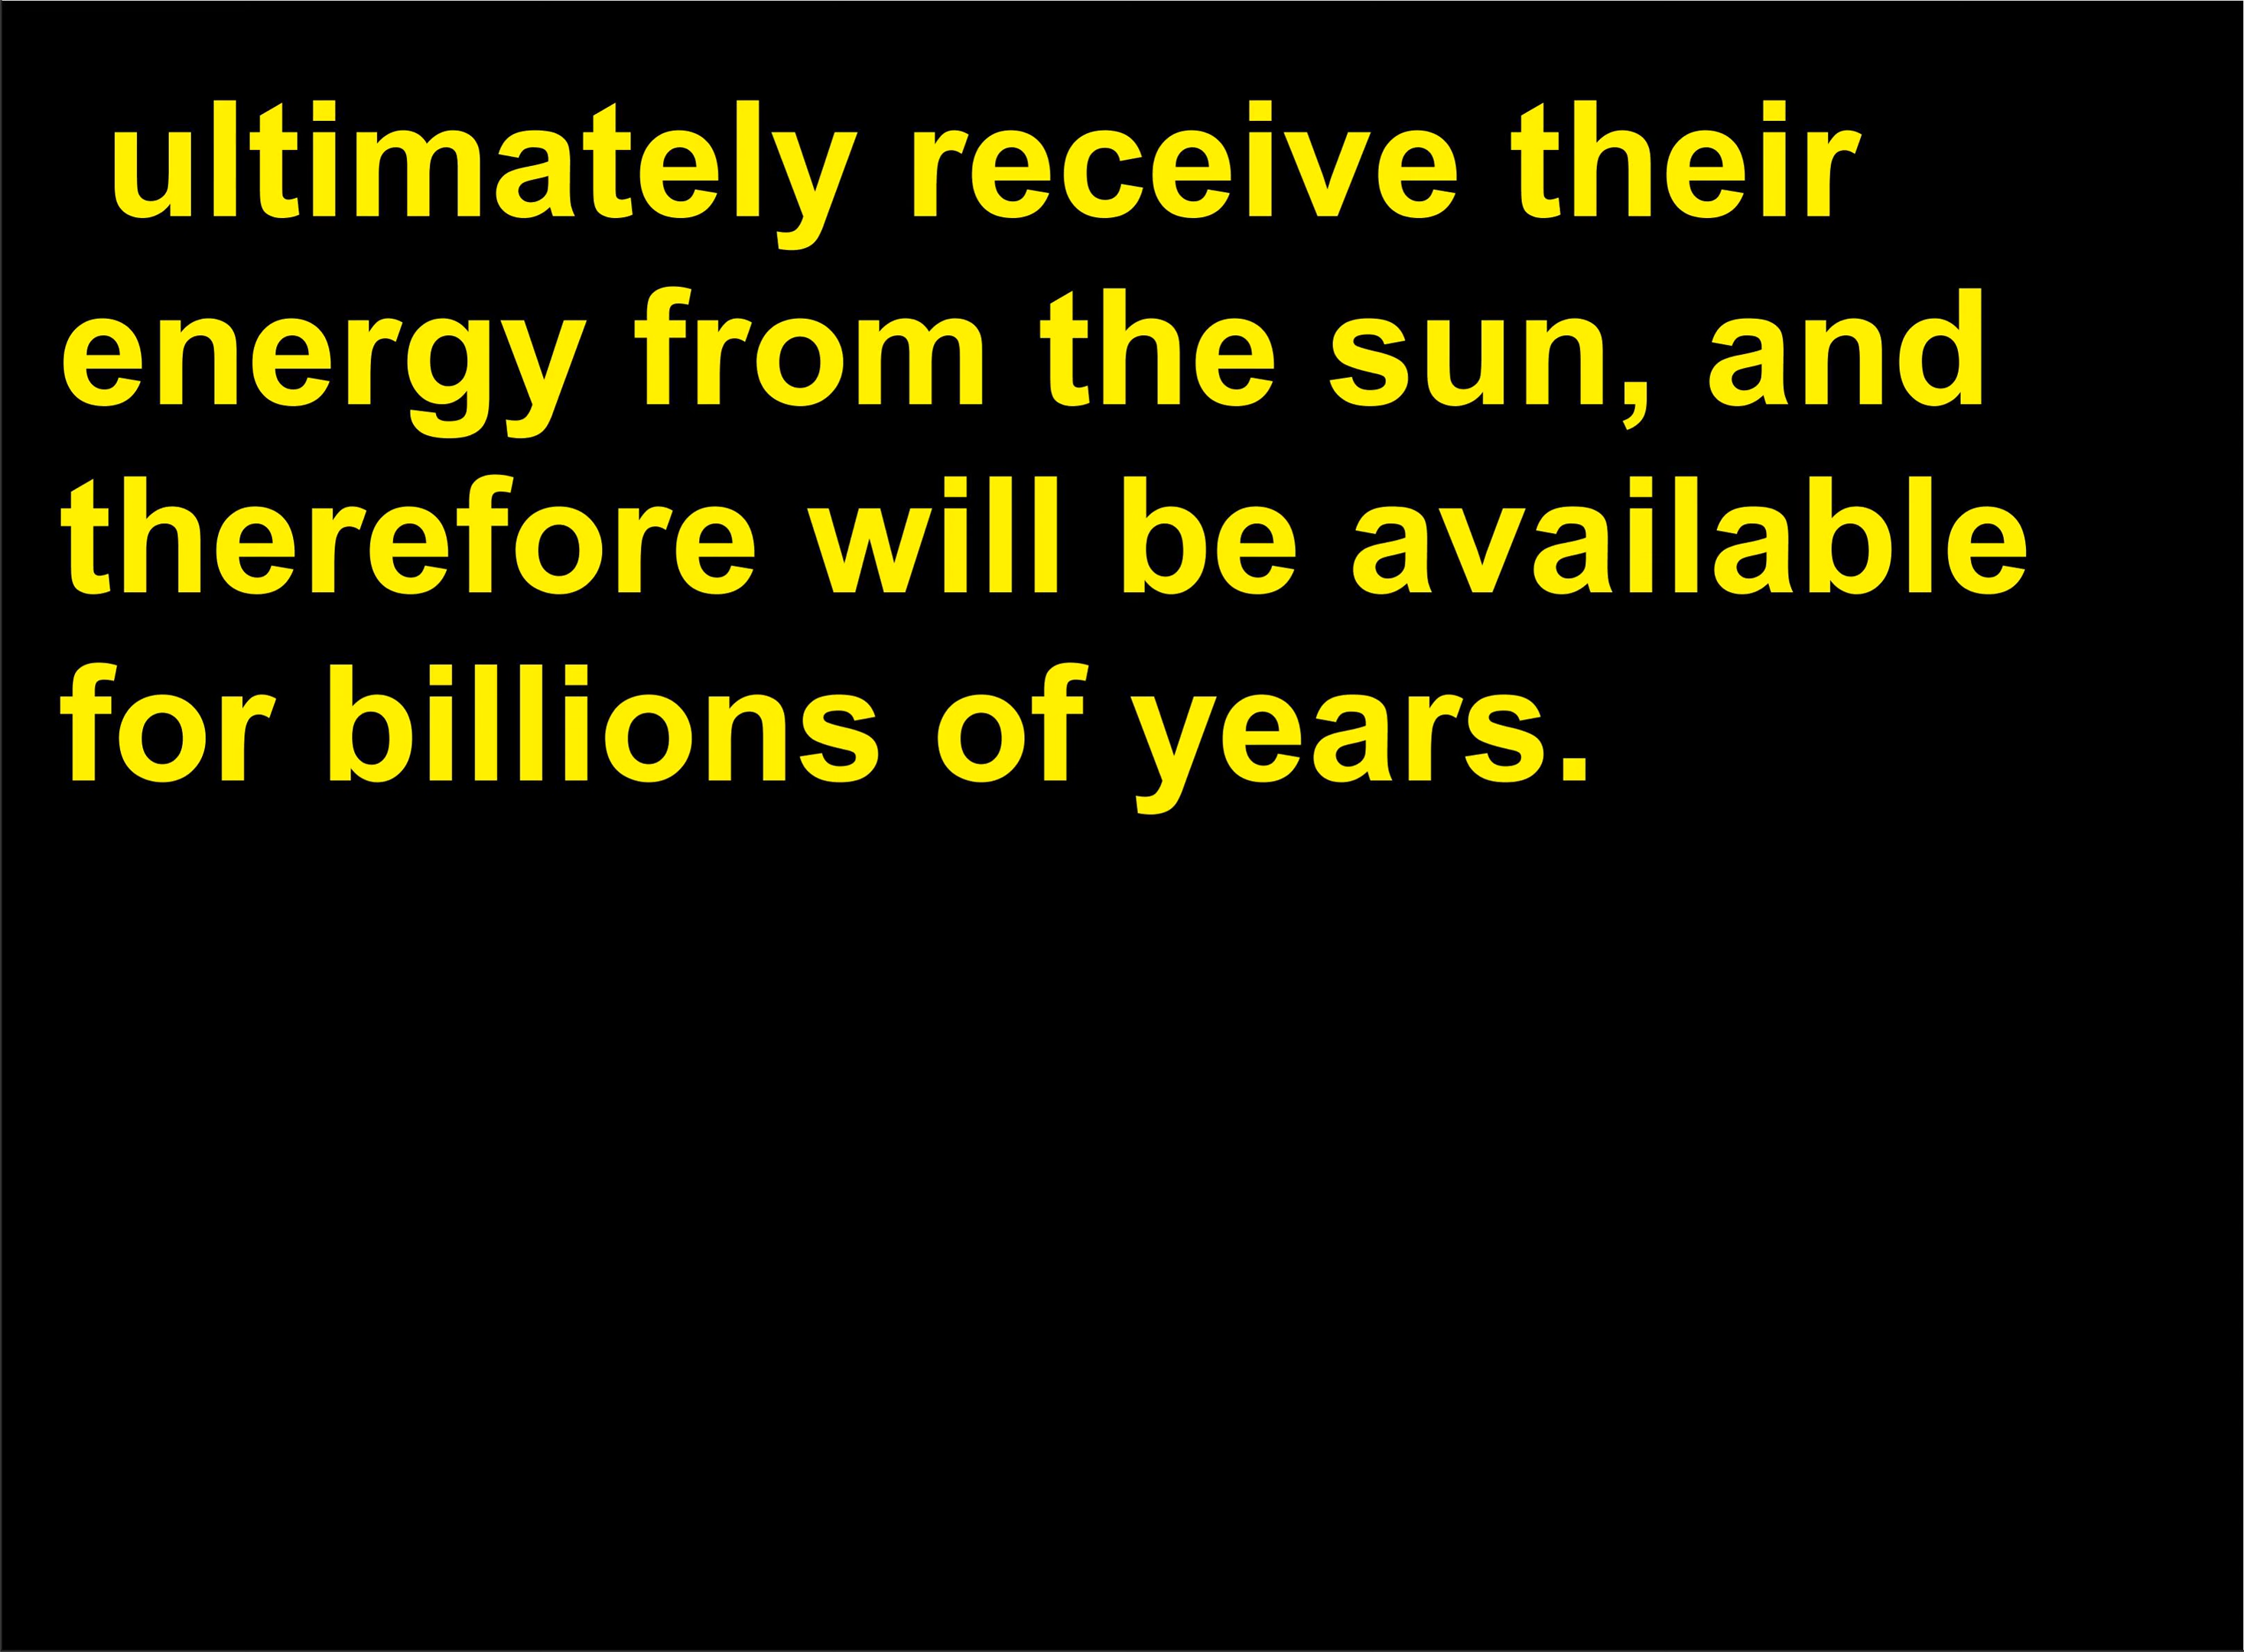 ultimately receive their
energy from the sun, and
therefore will be available
for billions of years.